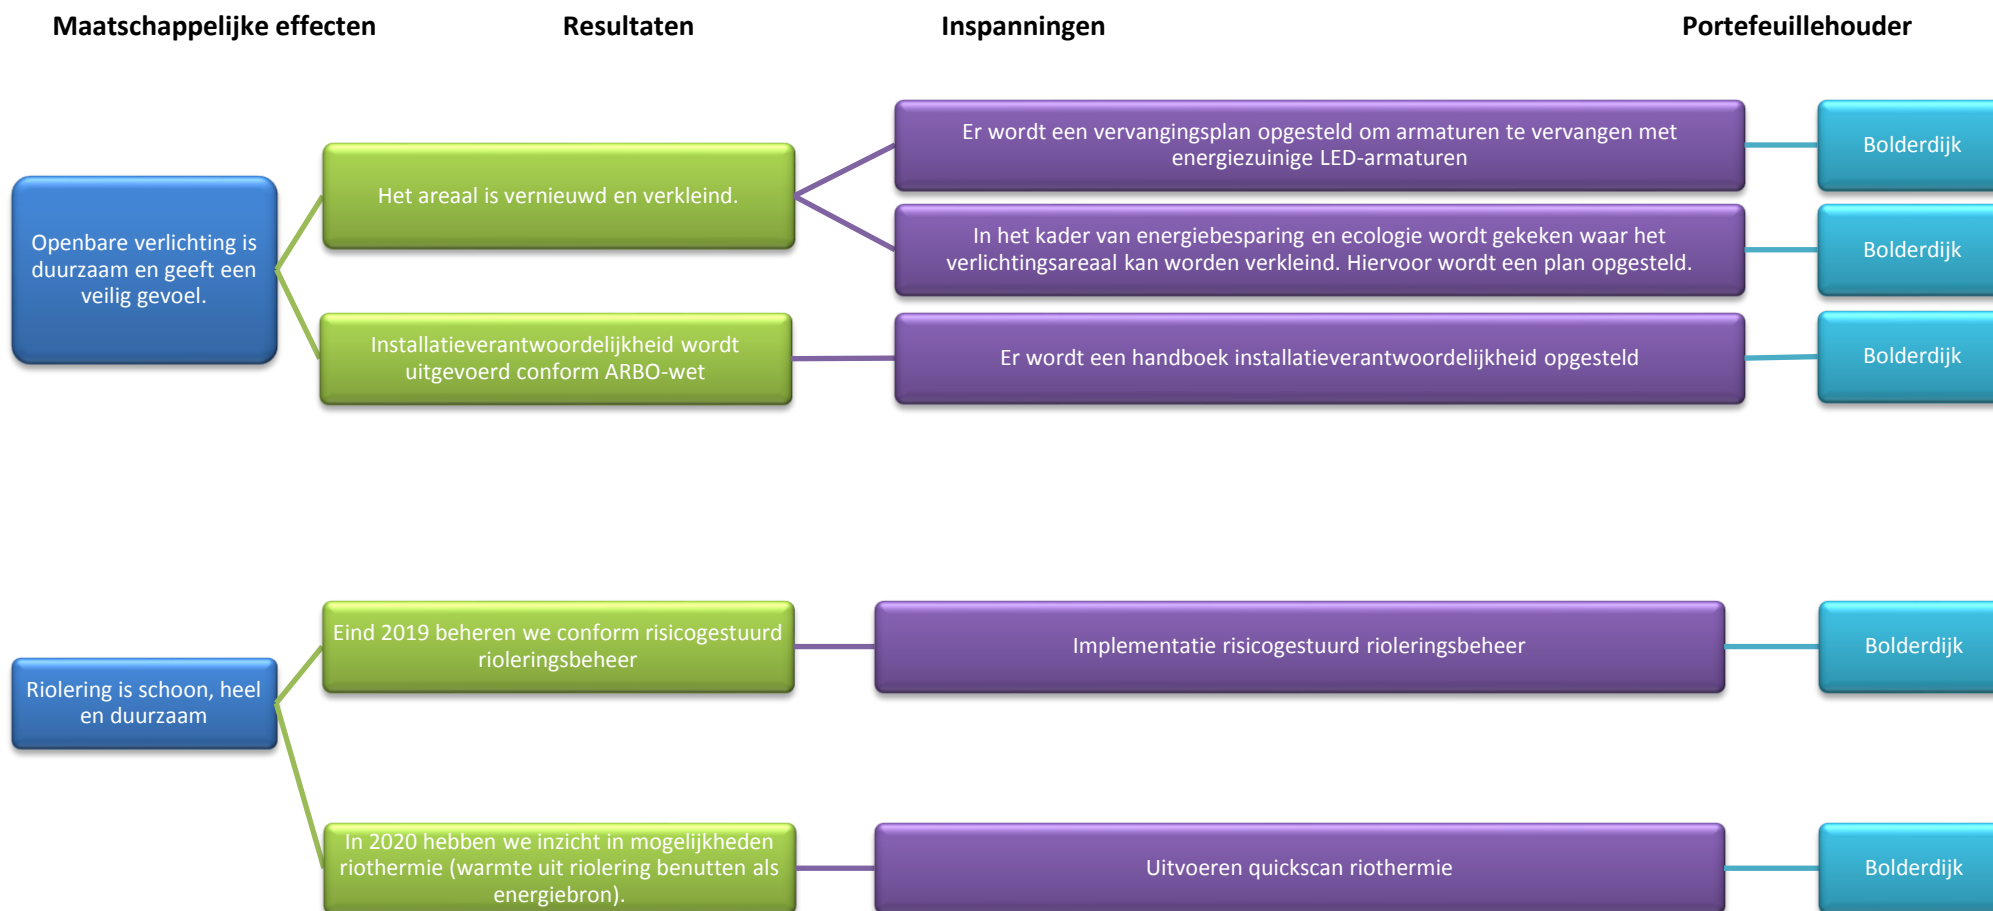 Maatschappelijke effecten
Resultaten
Inspanningen
Portefeuillehouder
Openbare verlichting is
duurzaam en geeft een
veilig gevoel.
Het areaal is vernieuwd en verkleind.
Er wordt een vervangingsplan opgesteld om armaturen te vervangen met
energiezuinige LED-armaturen
Bolderdijk
In het kader van energiebesparing en ecologie wordt gekeken waar het
verlichtingsareaal kan worden verkleind. Hiervoor wordt een plan opgesteld.
Bolderdijk
Installatieverantwoordelijkheid wordt
uitgevoerd conform ARBO-wet
Er wordt een handboek installatieverantwoordelijkheid opgesteld
Bolderdijk
Riolering is schoon, heel
en duurzaam
Eind 2019 beheren we conform risicogestuurd
rioleringsbeheer
Implementatie risicogestuurd rioleringsbeheer
Bolderdijk
In 2020 hebben we inzicht in mogelijkheden
riothermie (warmte uit riolering benutten als
energiebron).
Uitvoeren quickscan riothermie
Bolderdijk